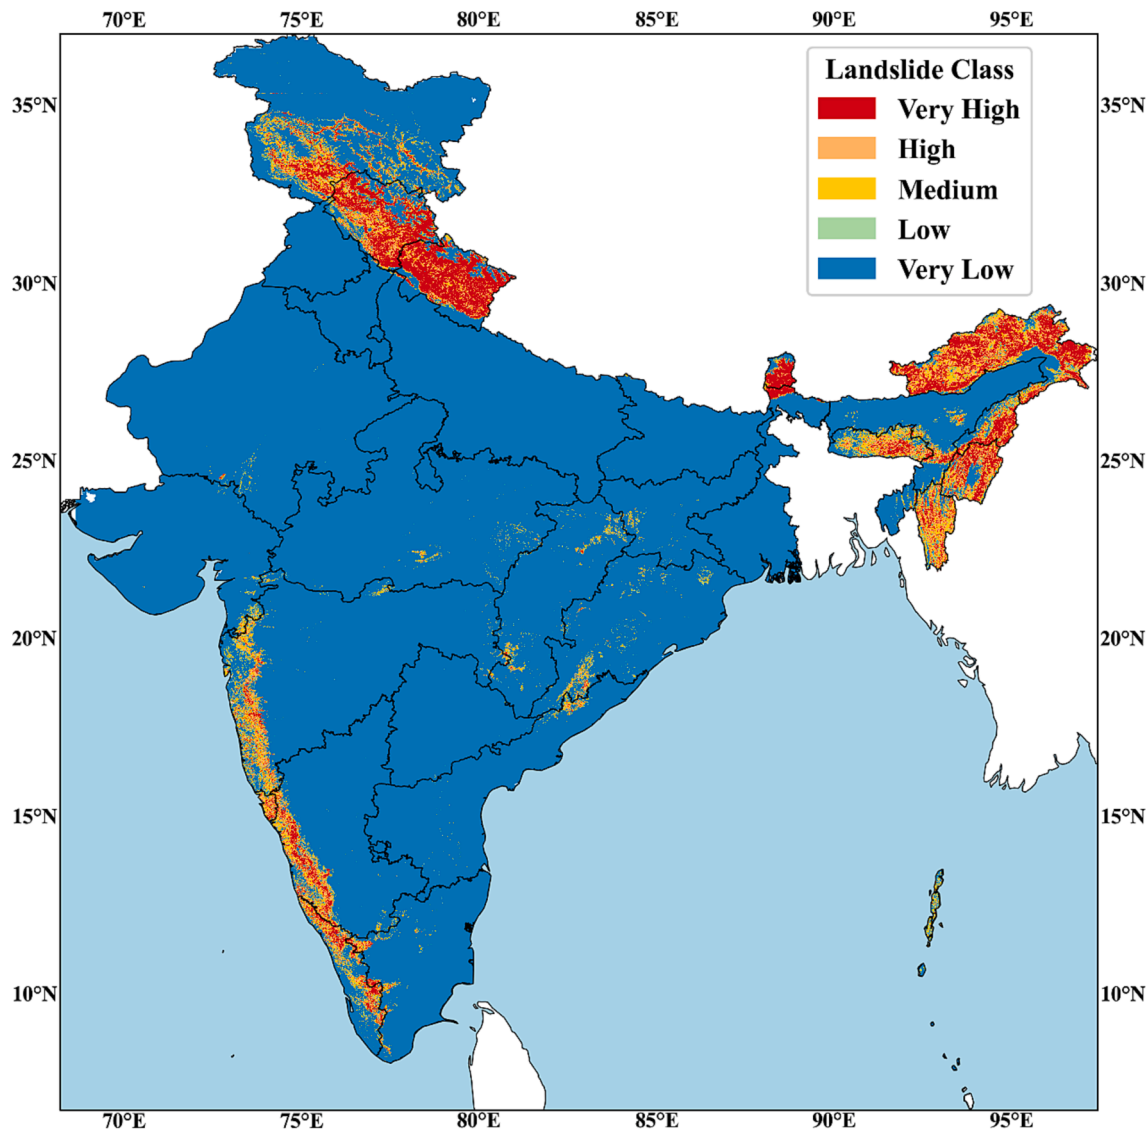 70°E 75°E 80°E 85°E 90°E 95°E
Landslide Class
Very High
High
Medium
Low
Very Low
35°N 35°N
30°N 30°N
25°N 25°N
20°N 20°N
15°N 15°N
10°N 10°N
70°E 75°E 80°E 85°E 90°E 95°E